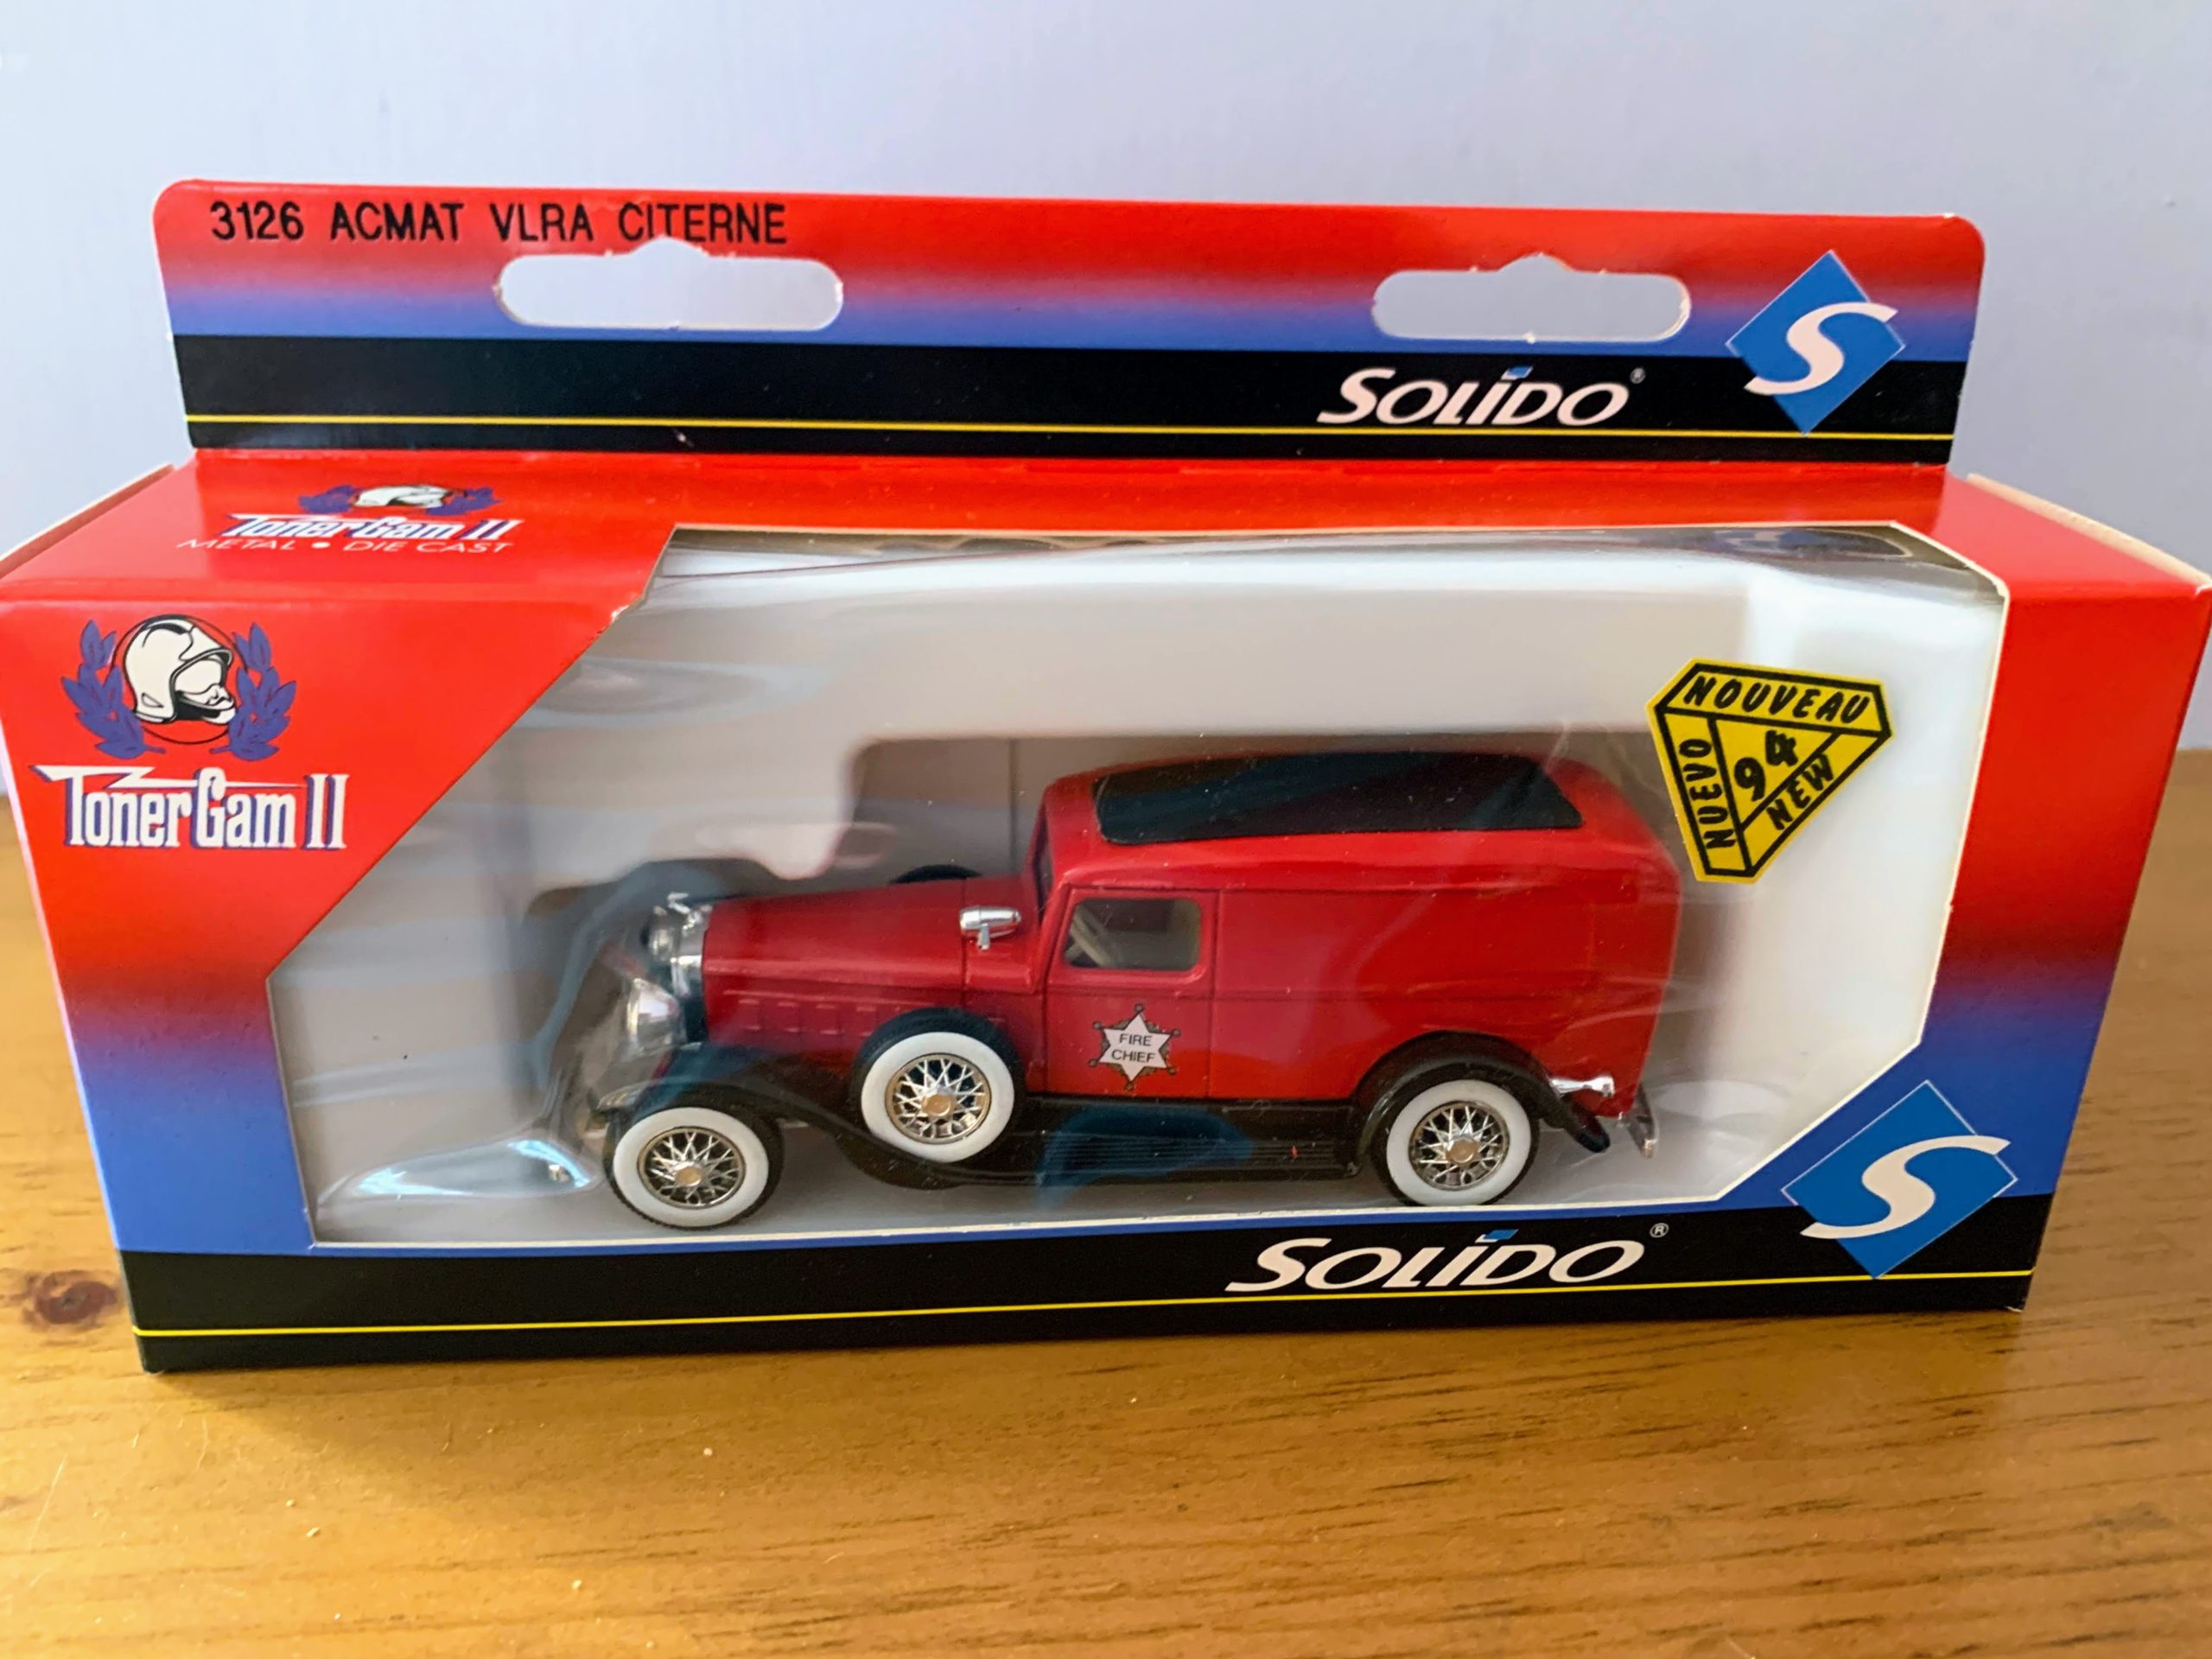 3126 ACMAT VLRA CITERNE
SOLIDO®
S
TonerGam II
METAL • DIE CAST
TonerGam II
NOUVEAU
NUEVO
94
NEW
FIRE
CHIEF
SOLIDO®
S